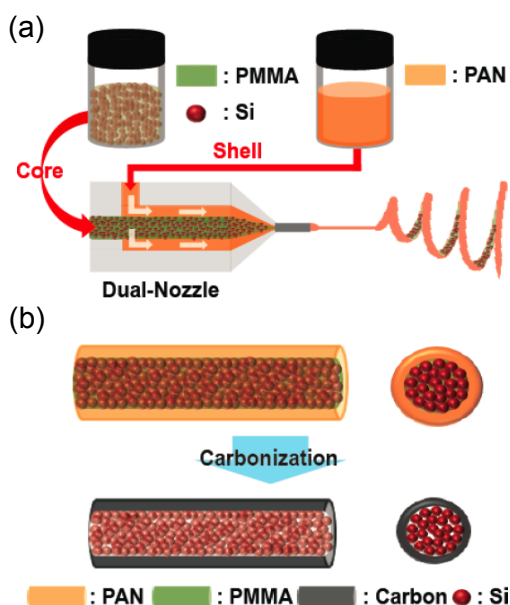 (a)
: PMMA
: PAN
: Si
Shell
Core
Dual-Nozzle
(b)
Carbonization
: PAN : PMMA : Carbon : Si